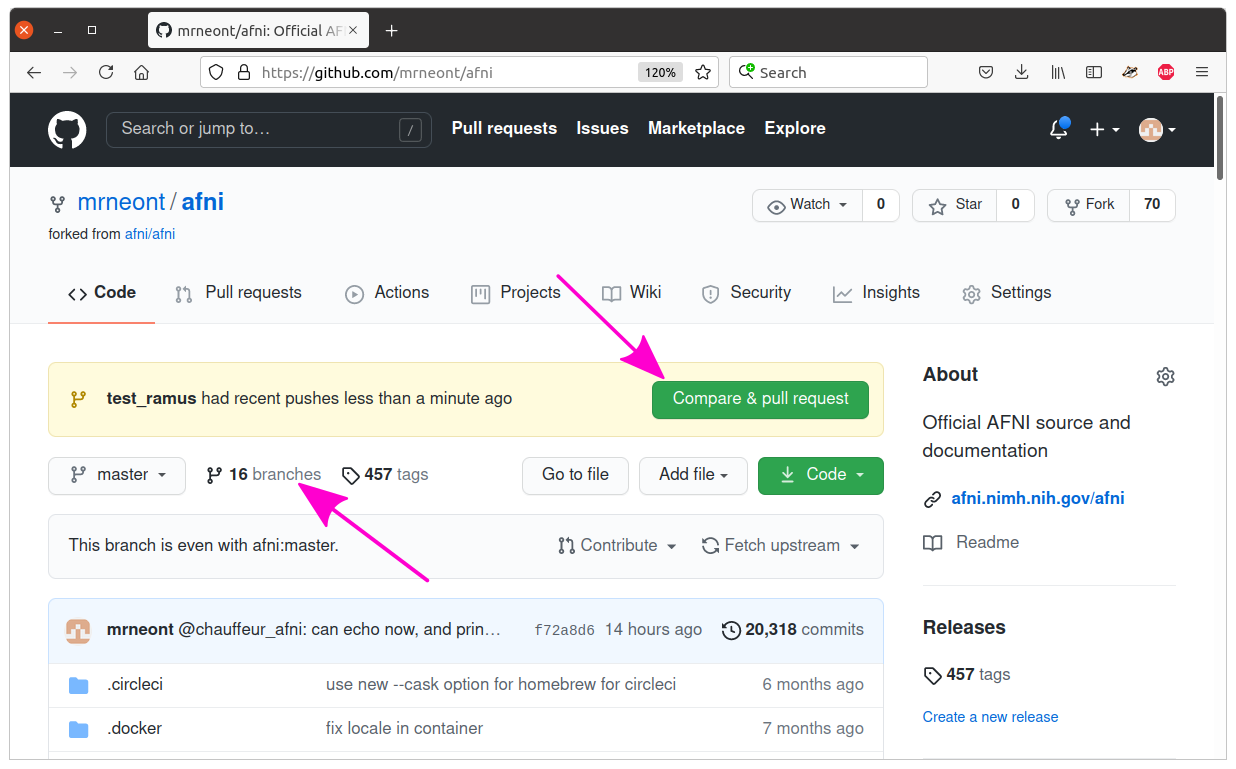 mrneont/afni: Official AF
https://github.com/mrneont/afni
120%
Search
ABP
Search or jump to…
/
Pull requests
Issues
Marketplace
Explore
mrneont / afni
forked from afni/afni
Watch
0
Star
0
Fork
70
Code
Pull requests
Actions
Projects
Wiki
Security
Insights
Settings
test_ramus had recent pushes less than a minute ago
Compare & pull request
About
Official AFNI source and
documentation
master
16 branches
457 tags
Go to file
Add file
Code
afni.nimh.nih.gov/afni
This branch is even with afni:master.
Contribute
Fetch upstream
Readme
mrneont @chauffeur_afni: can echo now, and prin…
f72a8d6
14 hours ago
20,318 commits
Releases
.circleci
use new --cask option for homebrew for circleci
6 months ago
457 tags
.docker
fix locale in container
7 months ago
Create a new release